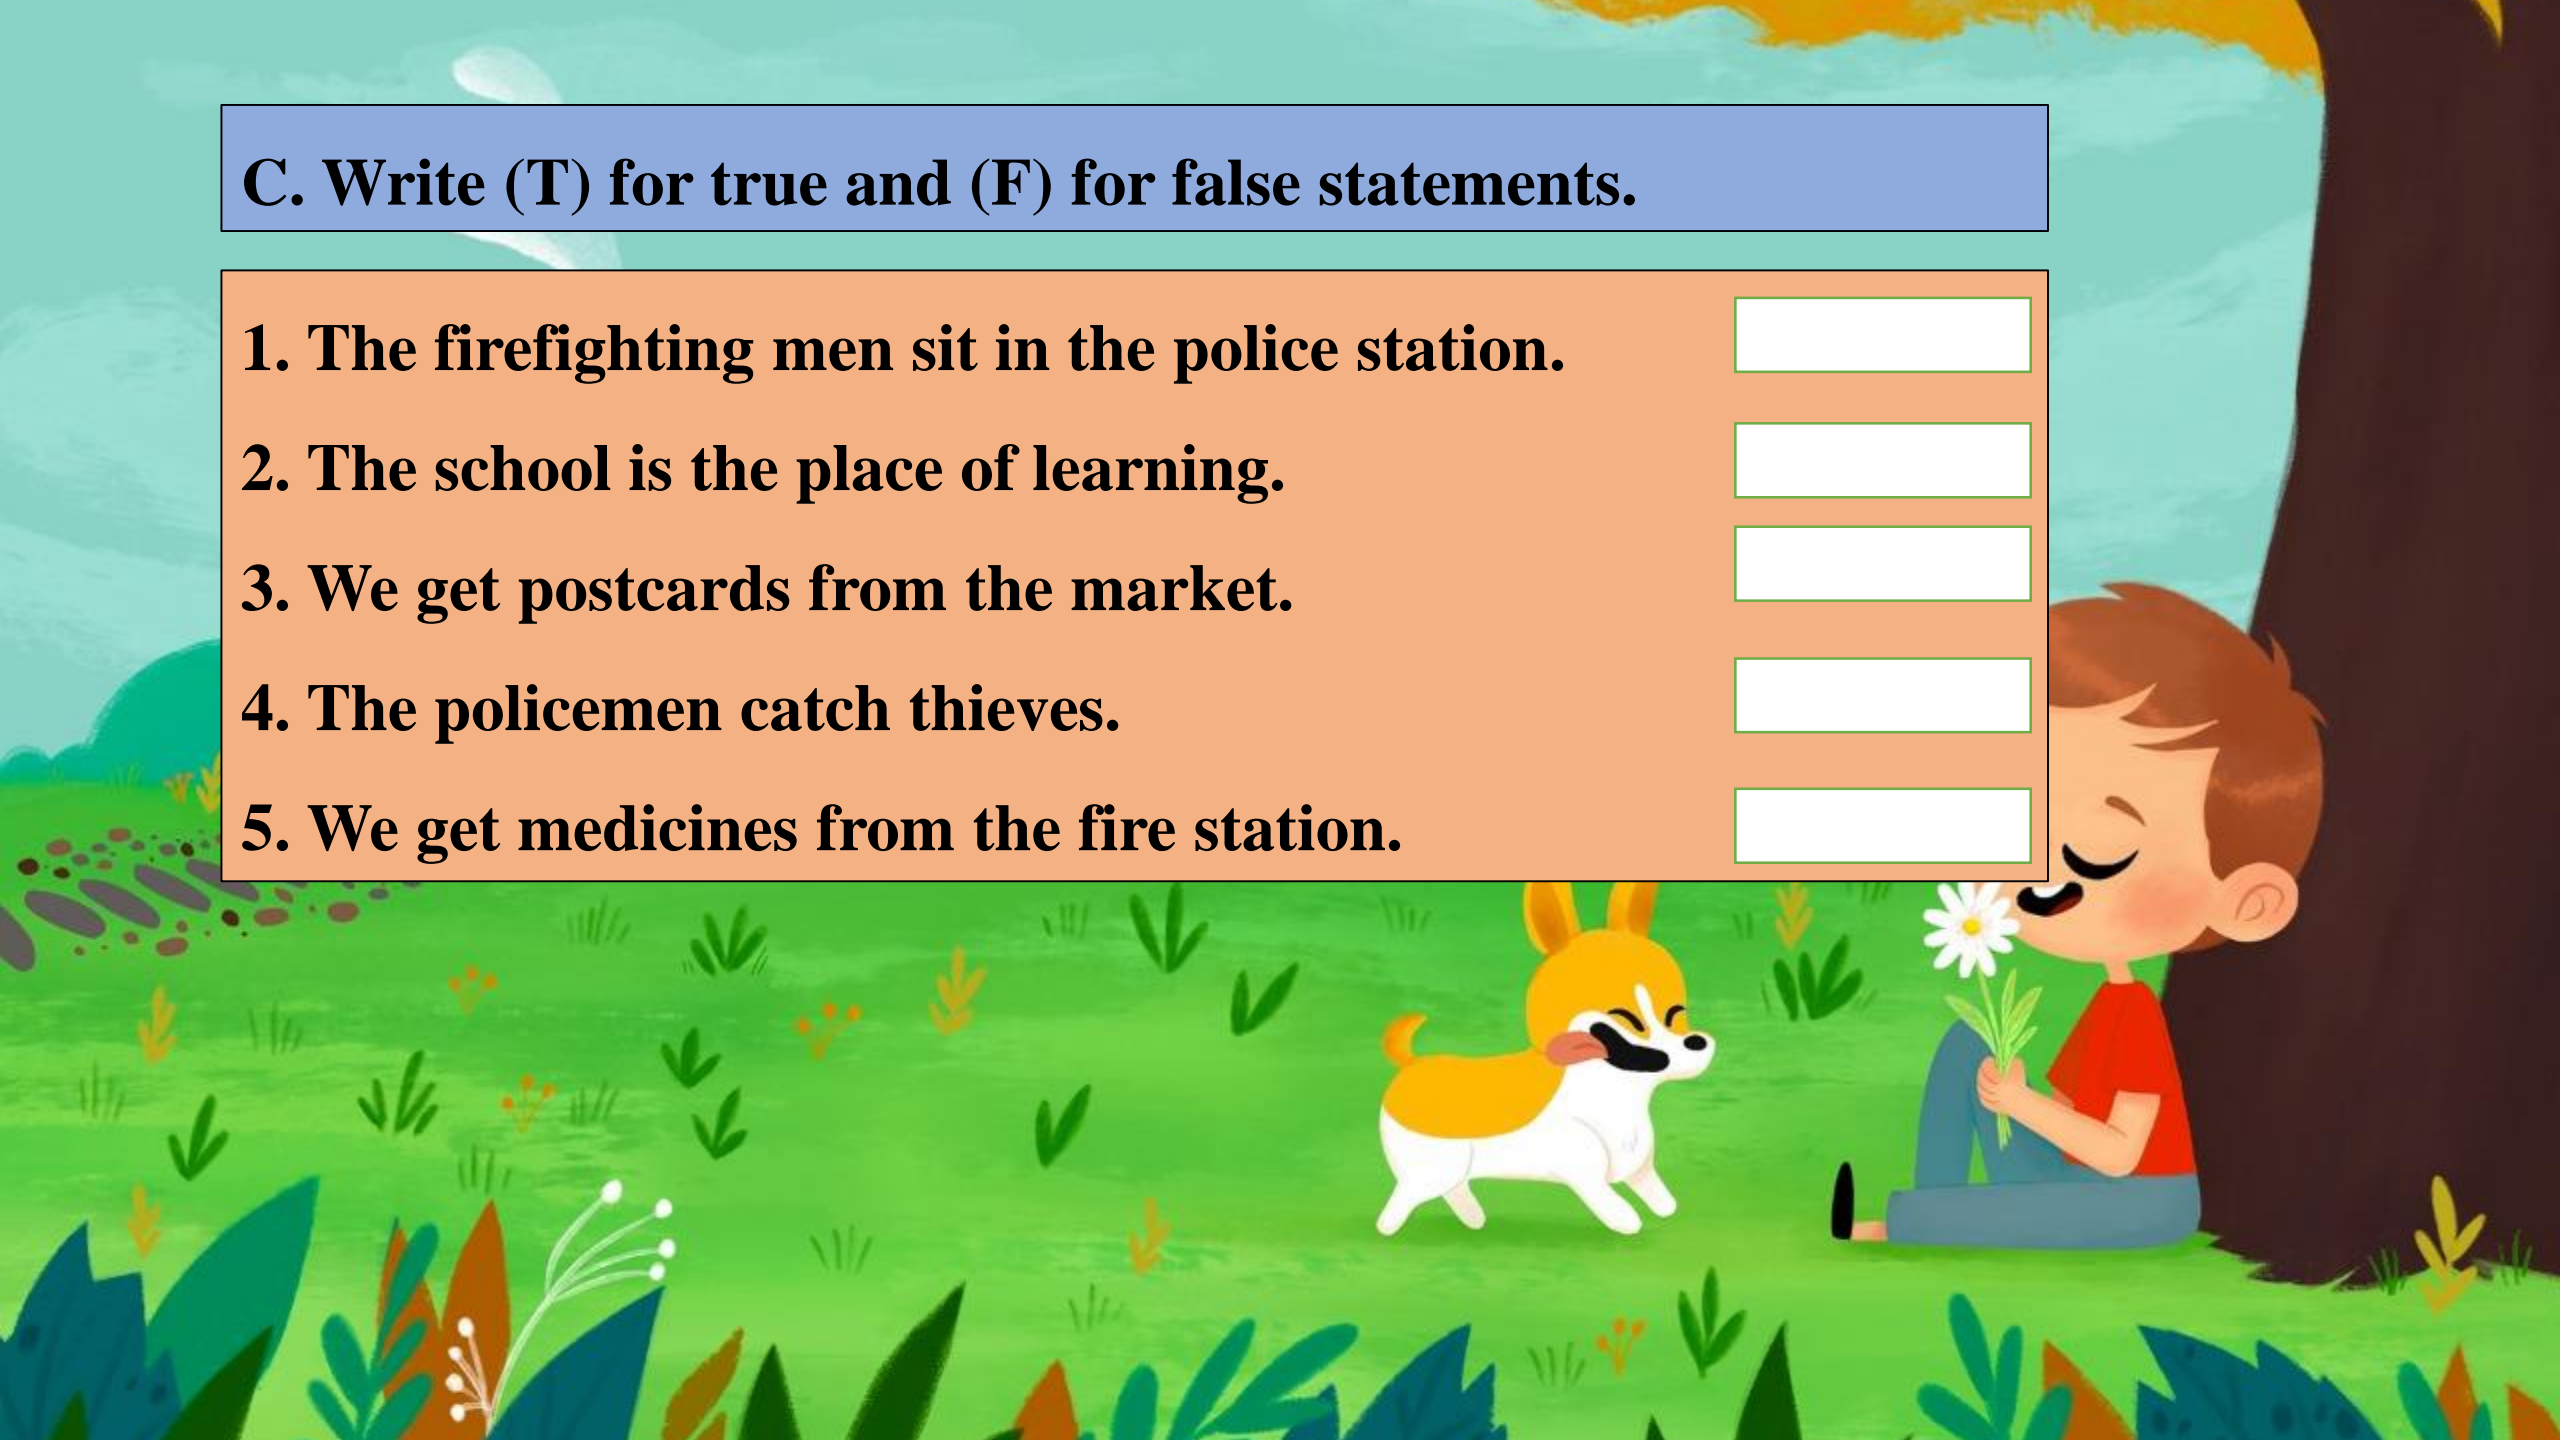 C. Write (T) for true and (F) for false statements.
1. The firefighting men sit in the police station.
2. The school is the place of learning.
3. We get postcards from the market.
4. The policemen catch thieves.
5. We get medicines from the fire station.